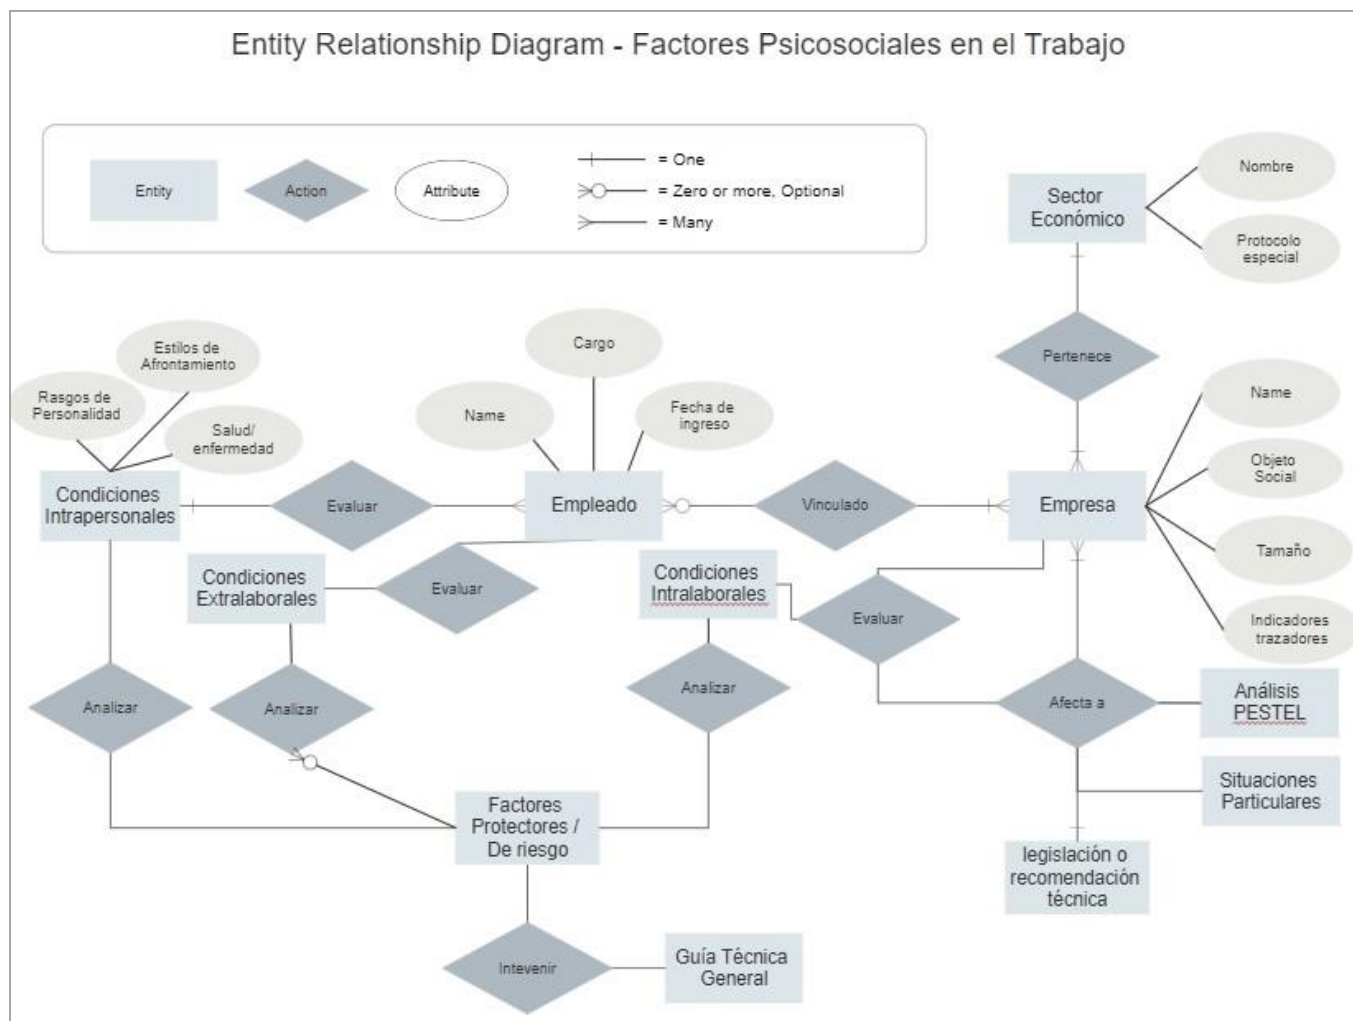 Entity Relationship Diagram - Factores Psicosociales en el Trabajo
Entity
Action
Attribute
= One
= Zero or more, Optional
= Many
Sector
Económico
Nombre
Protocolo
especial
Pertenece
Estilos de
Afrontamiento
Rasgos de
Personalidad
Salud/
enfermedad
Cargo
Name
Fecha de
ingreso
Name
Objeto
Social
Tamaño
Indicadores
trazadores
Condiciones
Intrapersonales
Evaluar
Empleado
Vinculado
Empresa
Condiciones
Extralaborales
Evaluar
Condiciones
Intralaborales
Evaluar
Analizar
Analizar
Analizar
Afecta a
Análisis
PESTEL
Situaciones
Particulares
Factores
Protectores /
De riesgo
legislación o
recomendación
técnica
Intevenir
Guía Técnica
General